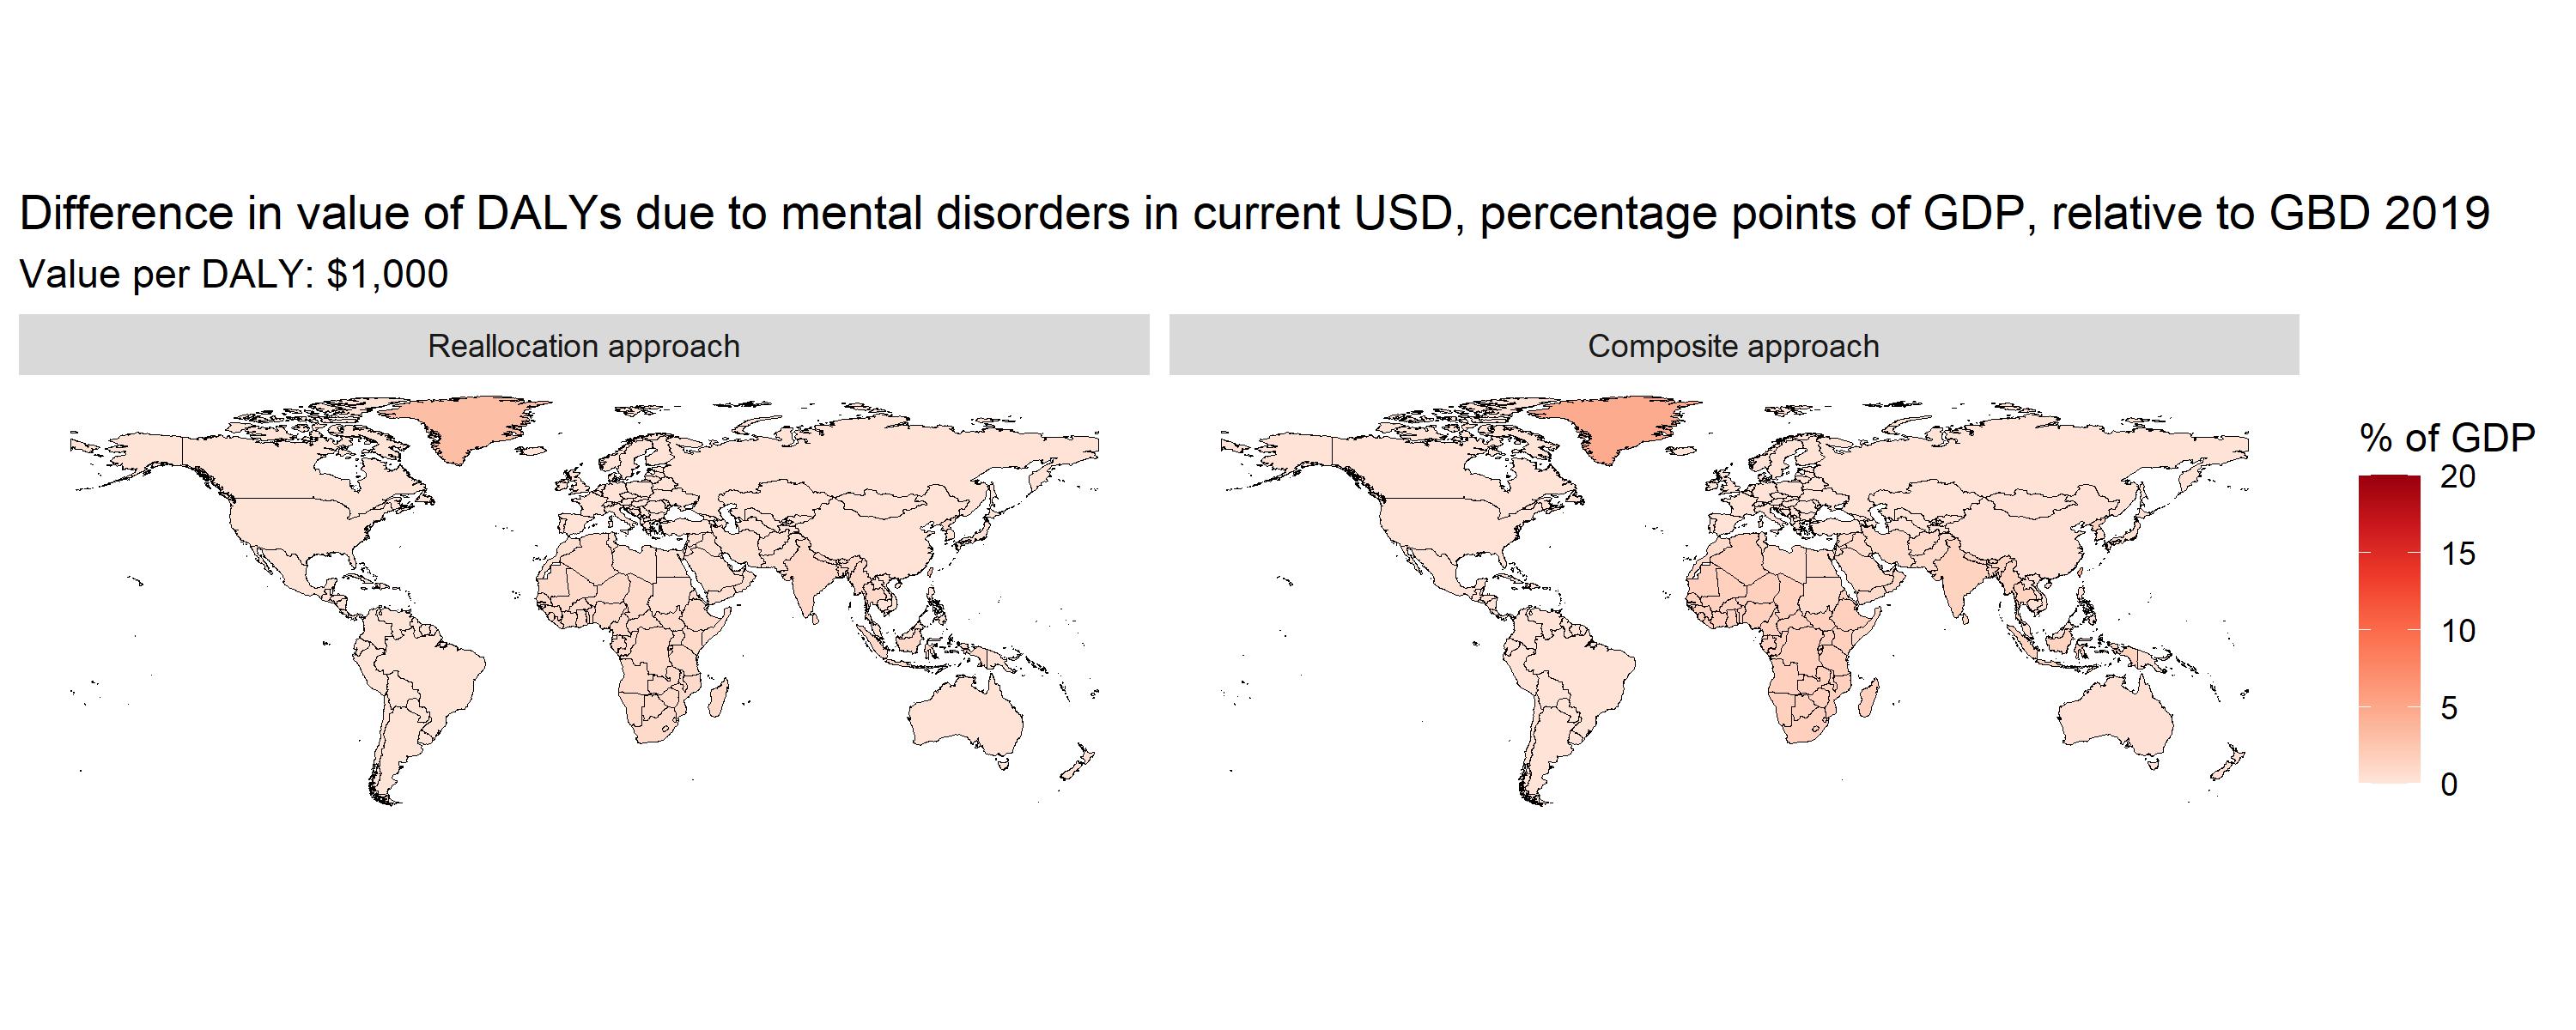 Difference in value of DALYs due to mental disorders in current USD, percentage points of GDP, relative to GBD 2019
Value per DALY: $1,000
Reallocation approach
Composite approach
% of GDP
20
15
10
5
0